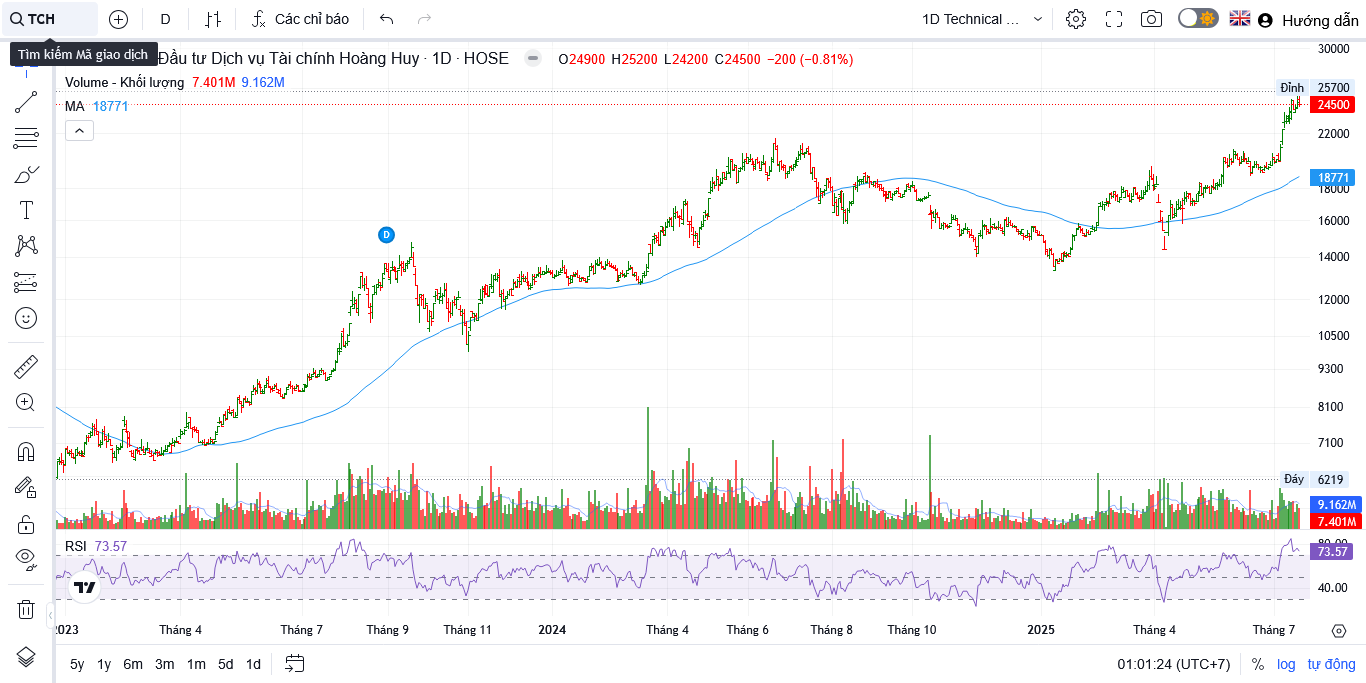 TCH
D
Các chỉ báo
1D Technical ...
Hướng dẫn
Tìm kiếm Mã giao dịch
Đầu tư Dịch vụ Tài chính Hoàng Huy · 1D · HOSE
O24900 H25200 L24200 C24500 −200 (−0.81%)
Volume - Khối lượng 7.401M 9.162M
MA 18771
D
30000
Đỉnh 25700
24500
22000
18771
18000
16000
14000
12000
10500
9300
8100
7100
Đáy 6219
9.162M
7.401M
RSI 73.57
80.00
73.57
40.00
2023 Tháng 4 Tháng 7 Tháng 9 Tháng 11 2024 Tháng 4 Tháng 6 Tháng 8 Tháng 10 2025 Tháng 4 Tháng 7
5y 1y 6m 3m 1m 5d 1d
01:01:24 (UTC+7) % log tự động